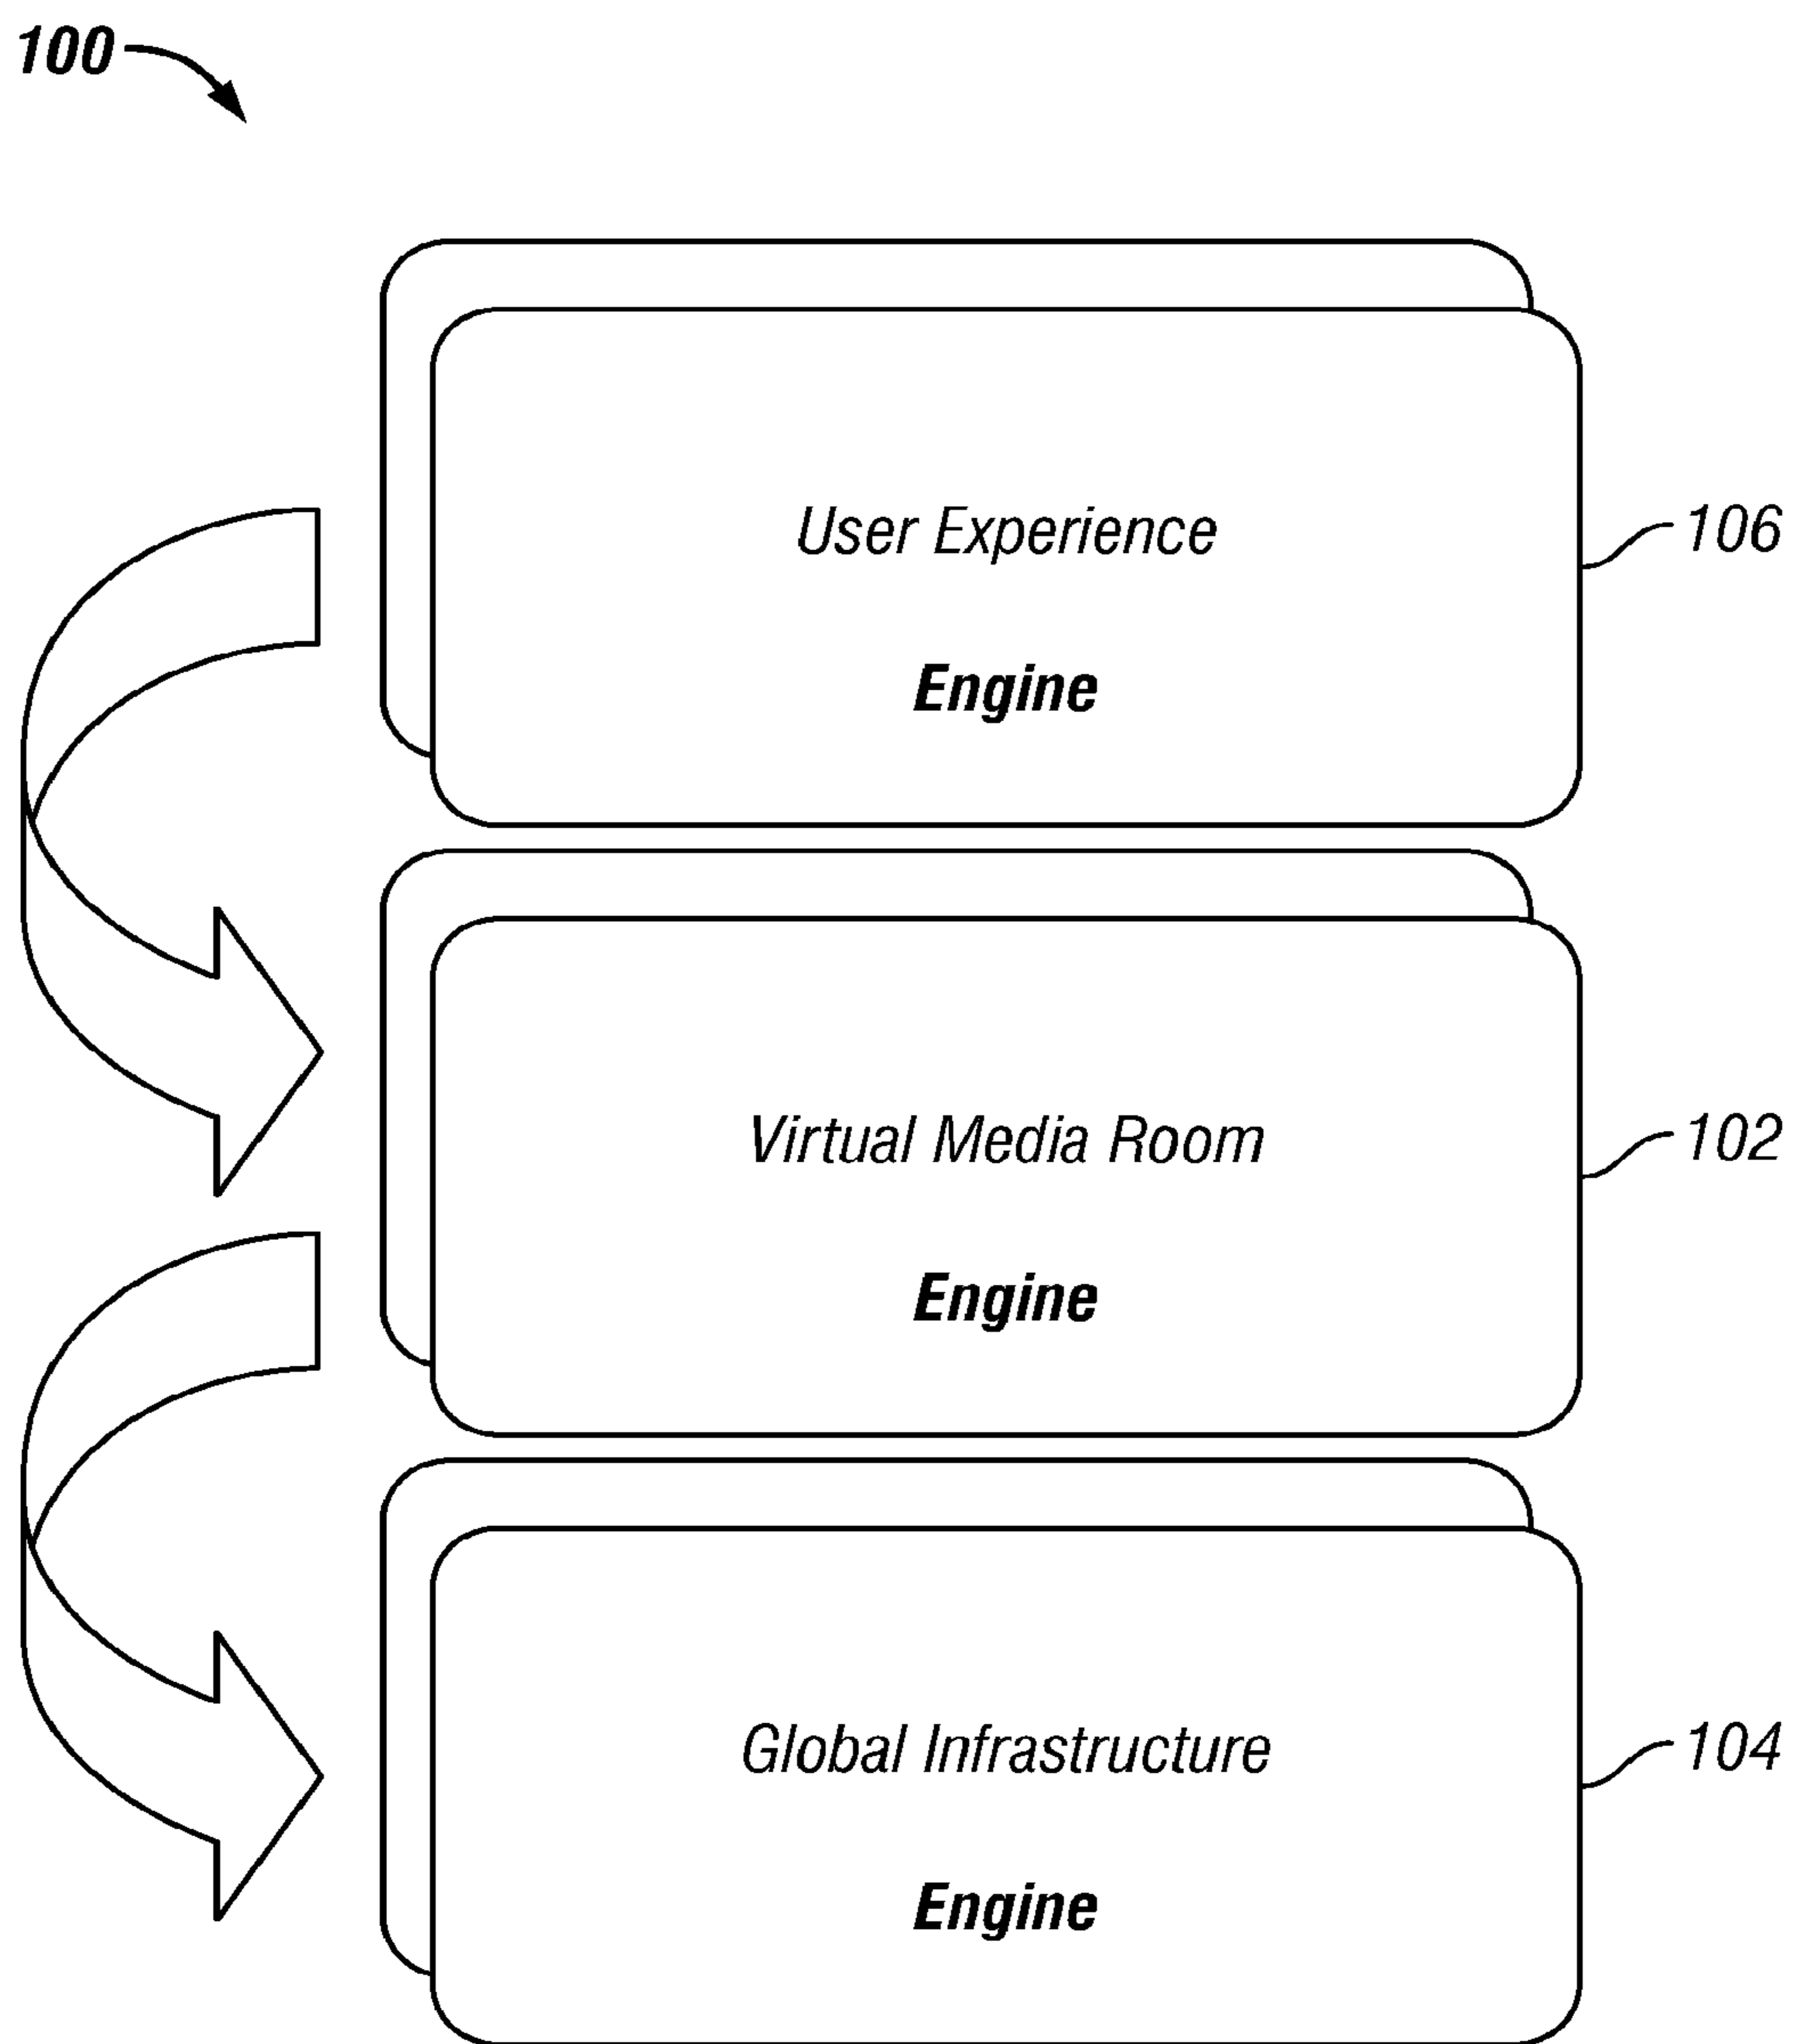 100
User Experience
106
Engine
Virtual Media Room
102
Engine
Global Infrastructure
104
Engine